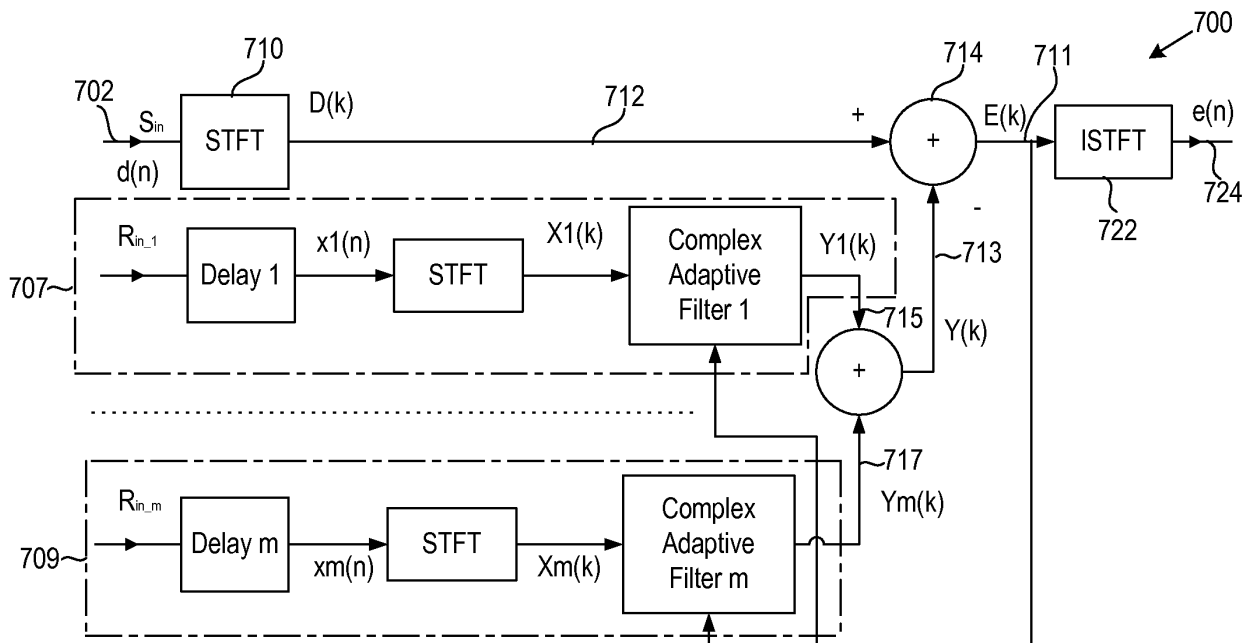 700
710
714
711
702
Sin
STFT
D(k)
712
+
+
E(k)
ISTFT
e(n)
d(n)
-
722
724
707
Rin_1
Delay 1
x1(n)
STFT
X1(k)
Complex
Adaptive
Filter 1
Y1(k)
713
715
+
Y(k)
717
709
Rin_m
Delay m
xm(n)
STFT
Xm(k)
Complex
Adaptive
Filter m
Ym(k)